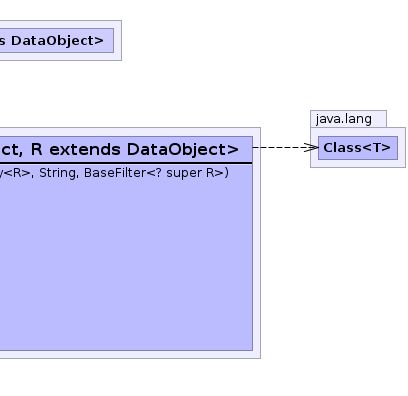 s DataObject>
java.lang
ct, R extends DataObject>
Class<T>
y<R>, String, BaseFilter<? super R>)